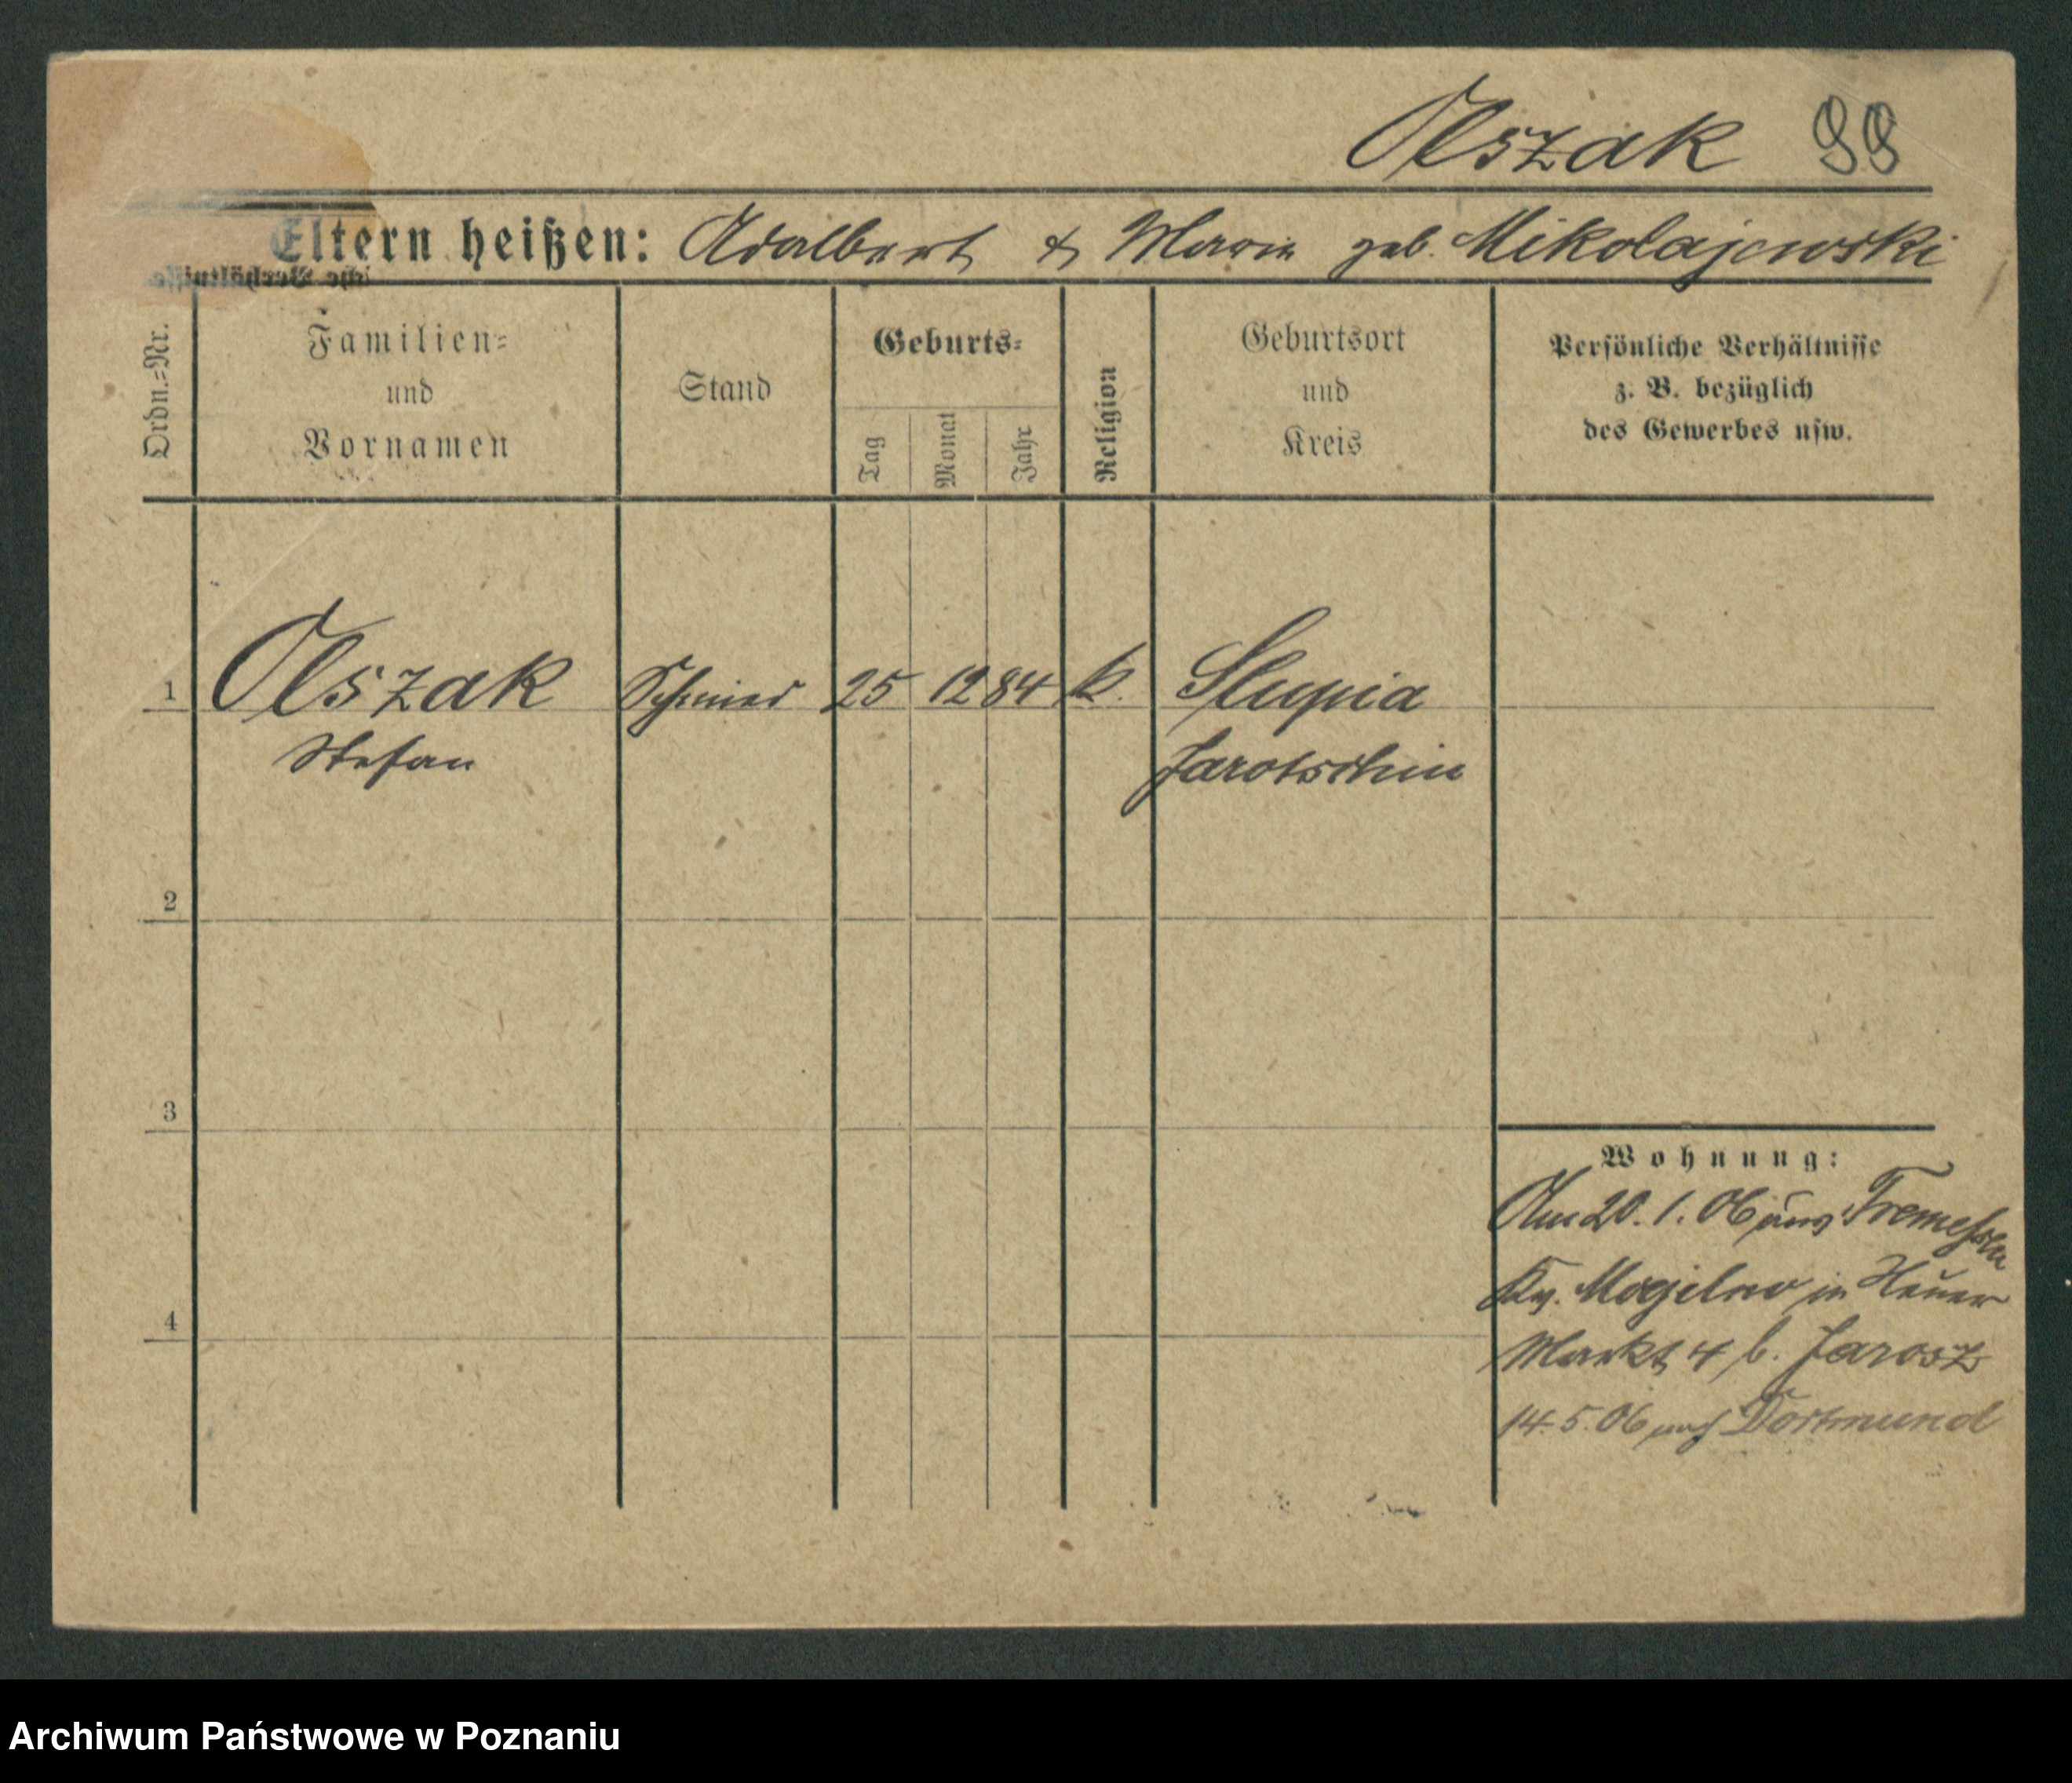 Olszak 99
Eltern heißen: Adalbert & Marie geb. Mikolajewski
Ordn.=Nr.
Familien=
und
Vornamen
Stand
Geburts=
Tag
Monat
Jahr
Religion
Geburtsort
und
Kreis
Persönliche Verhältnisse
z. B. bezüglich
des Gewerbes usw.
1 Olszak Schmied 25 12 84 k. Slupia
Stefan Jarotschin
2
3
4
Wohnung:
Am 20. 1. 06 aus Tremessen
Kr. Mogilno in
Markt 4 b. Jarosz
14. 5. 06 nach Dortmund
Archiwum Państwowe w Poznaniu